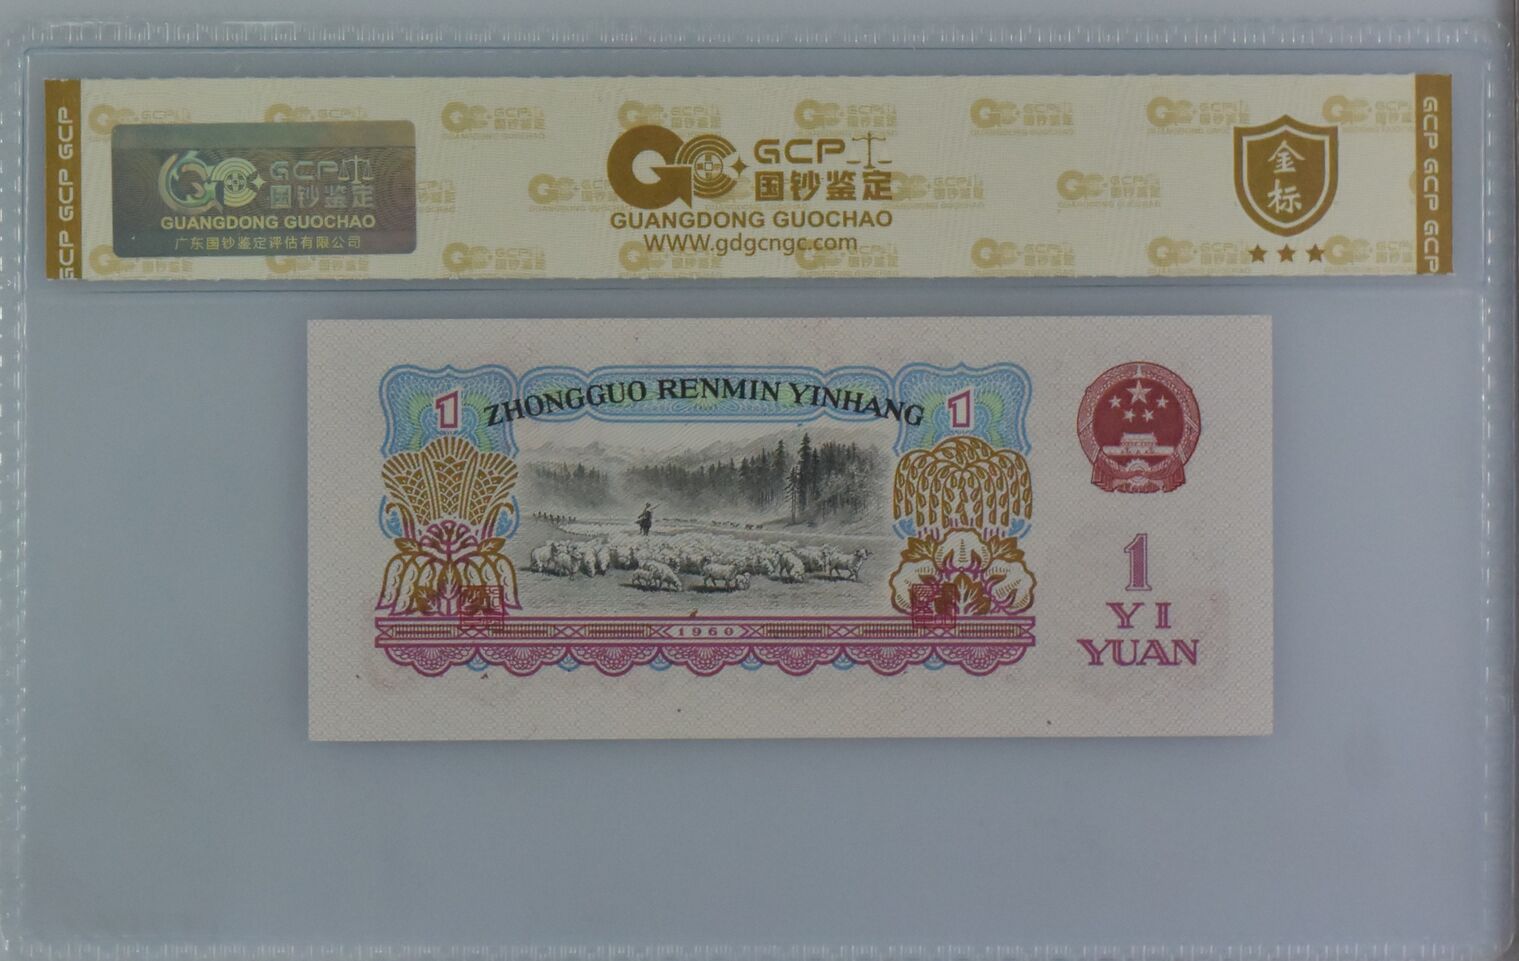 GCP GCP GCP
GCP
国钞鉴定
GUANGDONG GUOCHAO
广东国钞鉴定评估有限公司
GCP
国钞鉴定
GUANGDONG GUOCHAO
WWW.gdgcngc.com
金
标
GCP GCP GCP
ZHONGGUO RENMIN YINHANG
1
1
1960
1
YI
YUAN